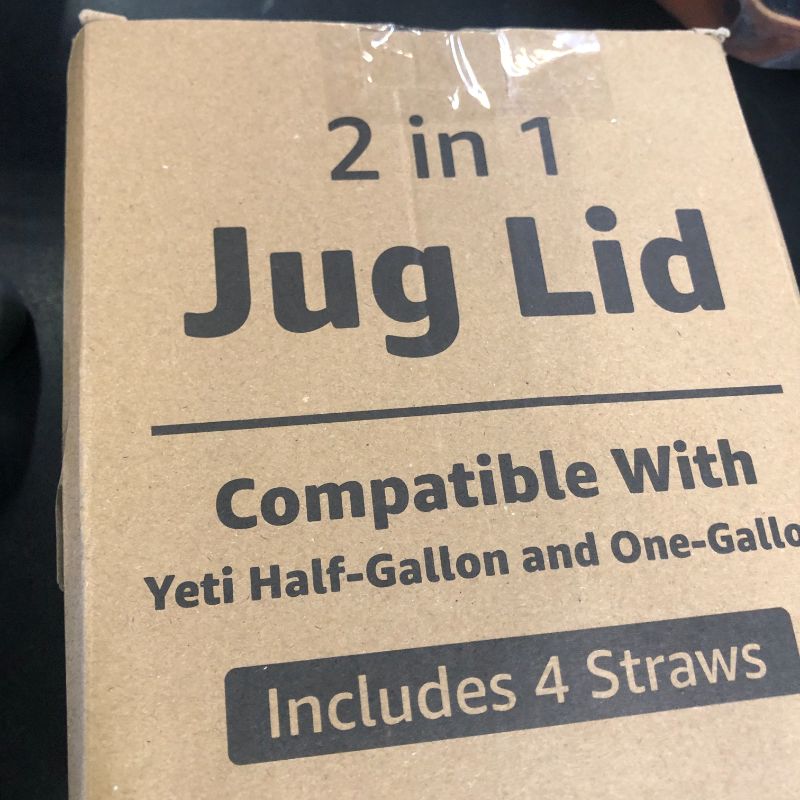 2 in 1
Jug Lid
Compatible With
Yeti Half-Gallon and One-Gallo
Includes 4 Straws